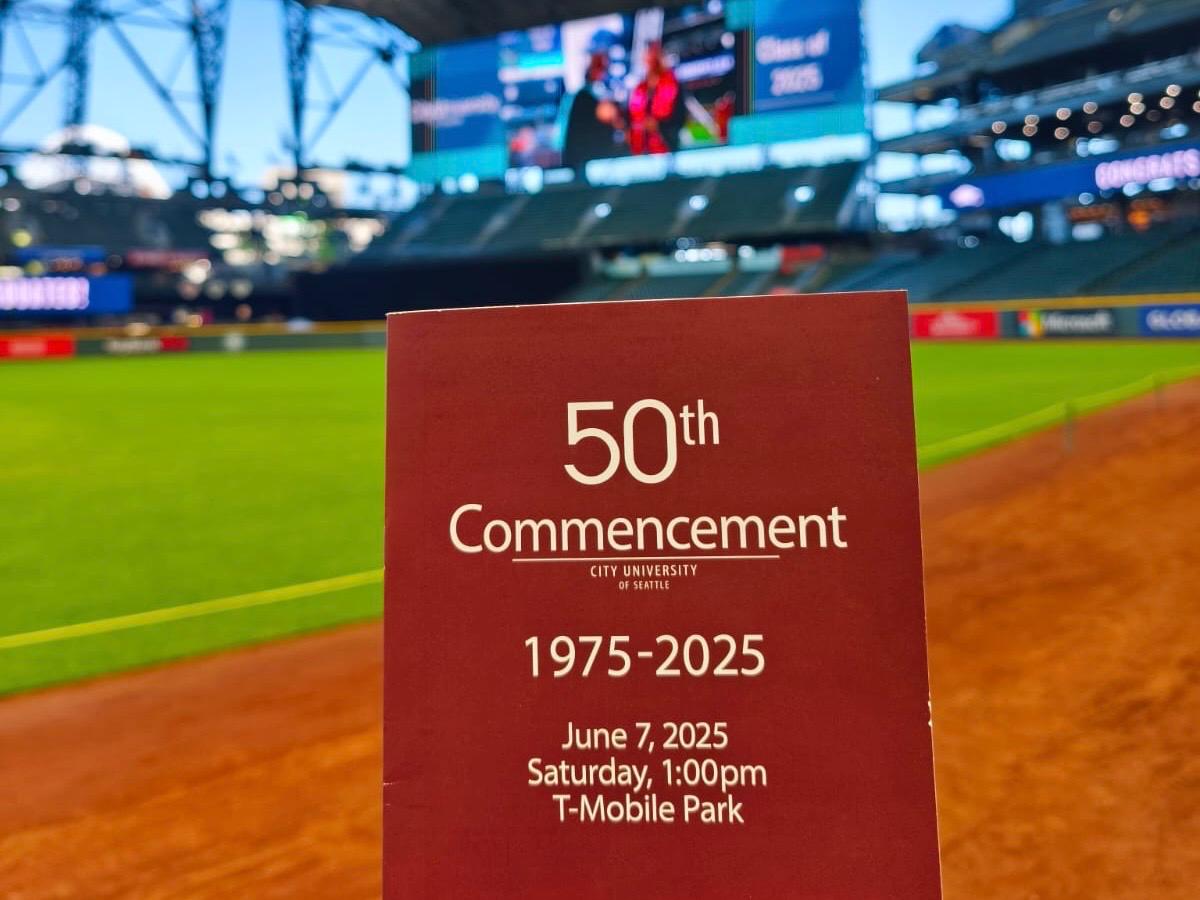 Class of
2025
CONGRATS
Microsoft
50th
Commencement
CITY UNIVERSITY
OF SEATTLE
1975-2025
June 7, 2025
Saturday, 1:00pm
T-Mobile Park